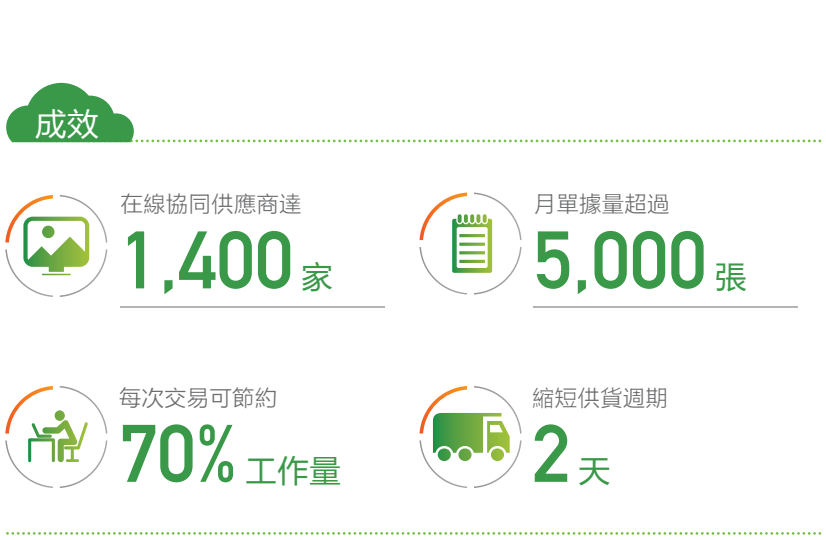 成效
在線協同供應商達
1,400 家
月單據量超過
5,000 張
每次交易可節約
70% 工作量
縮短供貨週期
2 天